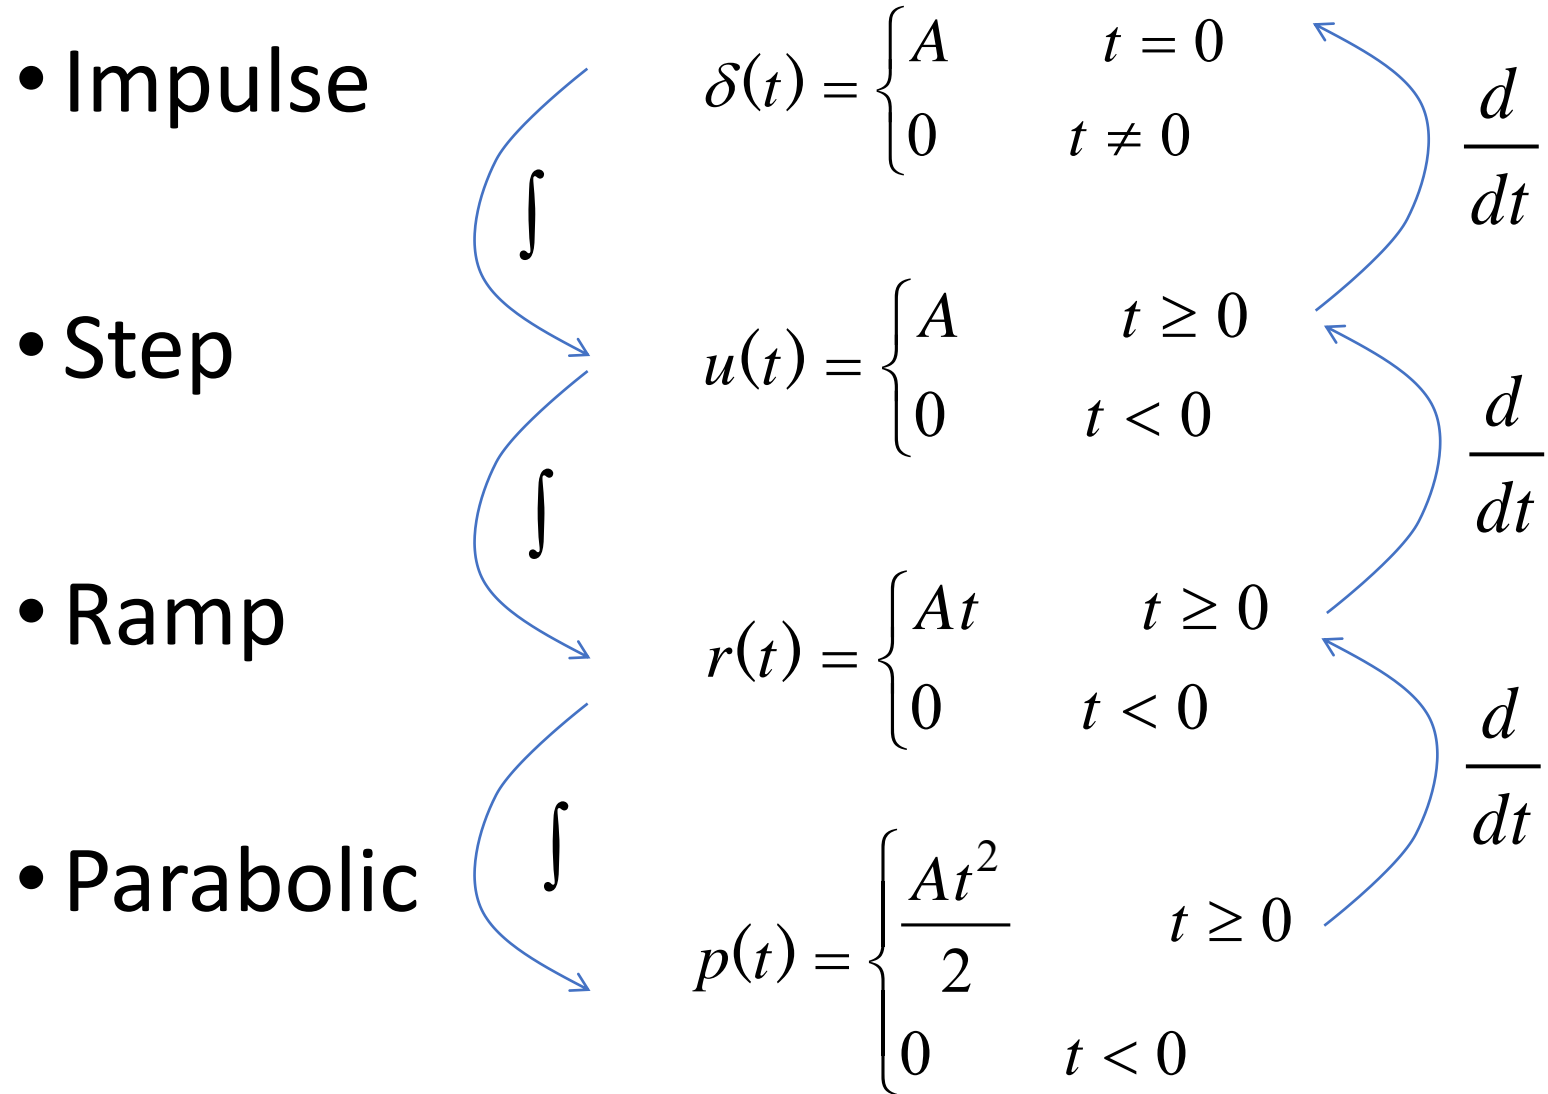 • Impulse
δ(t) = { A t = 0
0 t ≠ 0
d
dt
∫
• Step
u(t) = { A t ≥ 0
0 t < 0
d
dt
∫
• Ramp
r(t) = { At t ≥ 0
0 t < 0
d
dt
∫
• Parabolic
p(t) = { At²
2 t ≥ 0
0 t < 0